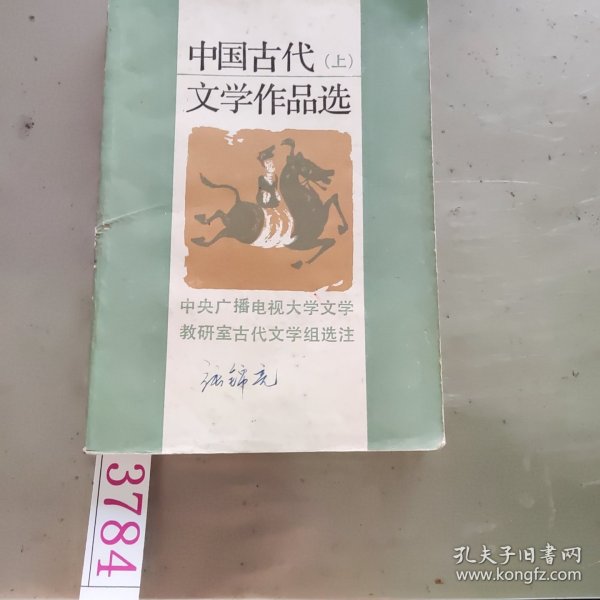 中国古代（上）
文学作品选
中央广播电视大学文学
教研室古代文学组选注
3784
孔夫子旧书网
www.kongfz.com